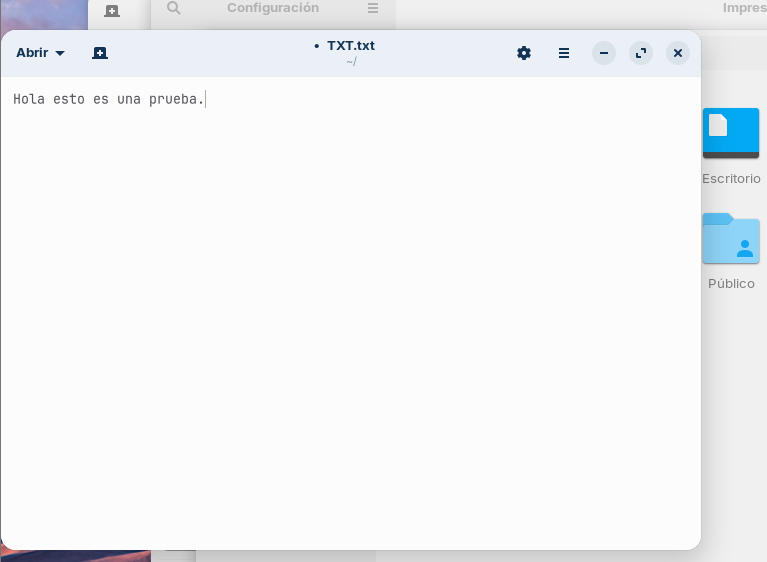 Configuración
Impres
Abrir
• TXT.txt
~/
Hola esto es una prueba.
Escritorio
Público